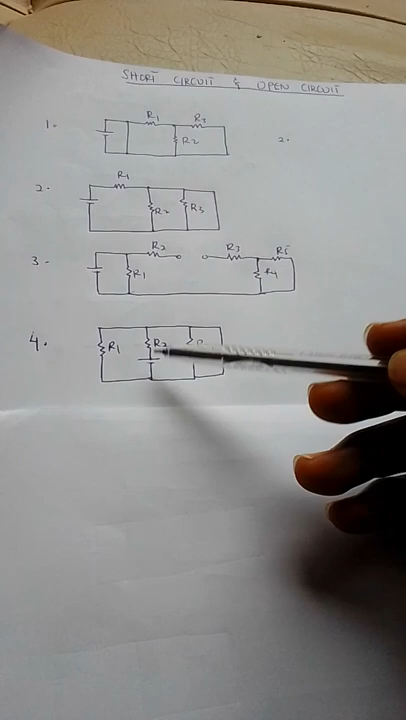 SHORT CIRCUIT & OPEN CIRCUIT
1. R1 R3
R2
2.
2. R1
R2 R3
3. R2 R3 R5
R1 R4
4. R1 R2